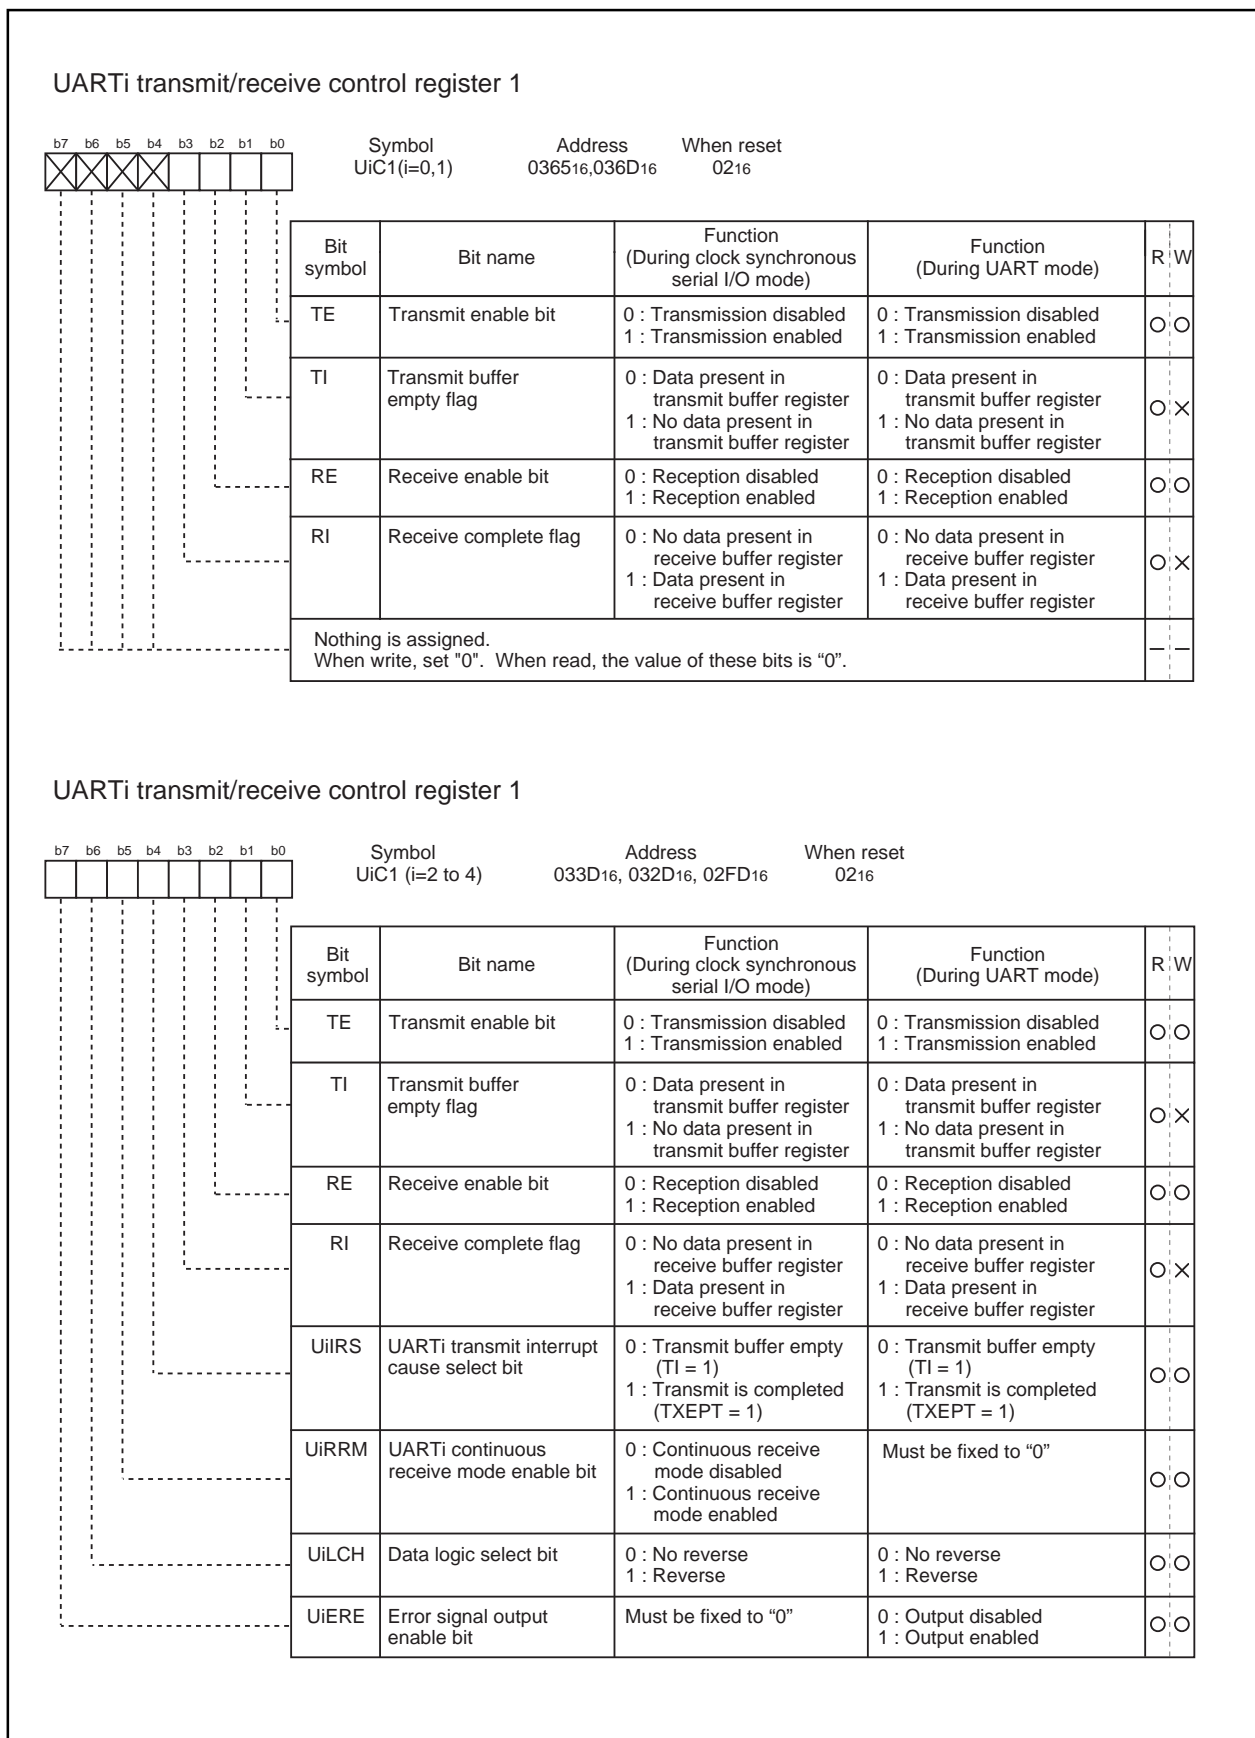 UARTi transmit/receive control register 1
b7 b6 b5 b4 b3 b2 b1 b0
Symbol Address When reset
UiC1(i=0,1) 036516,036D16 0216
Bit symbol Bit name Function (During clock synchronous serial I/O mode) Function (During UART mode) R W
TE Transmit enable bit 0 : Transmission disabled 0 : Transmission disabled
1 : Transmission enabled 1 : Transmission enabled
TI Transmit buffer 0 : Data present in 0 : Data present in
empty flag transmit buffer register transmit buffer register
1 : No data present in 1 : No data present in
transmit buffer register transmit buffer register
RE Receive enable bit 0 : Reception disabled 0 : Reception disabled
1 : Reception enabled 1 : Reception enabled
RI Receive complete flag 0 : No data present in 0 : No data present in
receive buffer register receive buffer register
1 : Data present in 1 : Data present in
receive buffer register receive buffer register
Nothing is assigned.
When write, set "0". When read, the value of these bits is “0”.
UARTi transmit/receive control register 1
b7 b6 b5 b4 b3 b2 b1 b0
Symbol Address When reset
UiC1 (i=2 to 4) 033D16, 032D16, 02FD16 0216
Bit symbol Bit name Function (During clock synchronous serial I/O mode) Function (During UART mode) R W
TE Transmit enable bit 0 : Transmission disabled 0 : Transmission disabled
1 : Transmission enabled 1 : Transmission enabled
TI Transmit buffer 0 : Data present in 0 : Data present in
empty flag transmit buffer register transmit buffer register
1 : No data present in 1 : No data present in
transmit buffer register transmit buffer register
RE Receive enable bit 0 : Reception disabled 0 : Reception disabled
1 : Reception enabled 1 : Reception enabled
RI Receive complete flag 0 : No data present in 0 : No data present in
receive buffer register receive buffer register
1 : Data present in 1 : Data present in
receive buffer register receive buffer register
UiIRS UARTi transmit interrupt 0 : Transmit buffer empty 0 : Transmit buffer empty
cause select bit (TI = 1) (TI = 1)
1 : Transmit is completed 1 : Transmit is completed
(TXEPT = 1) (TXEPT = 1)
UiRRM UARTi continuous 0 : Continuous receive Must be fixed to “0”
receive mode enable bit mode disabled
1 : Continuous receive
mode enabled
UiLCH Data logic select bit 0 : No reverse 0 : No reverse
1 : Reverse 1 : Reverse
UiERE Error signal output Must be fixed to “0” 0 : Output disabled
enable bit 1 : Output enabled